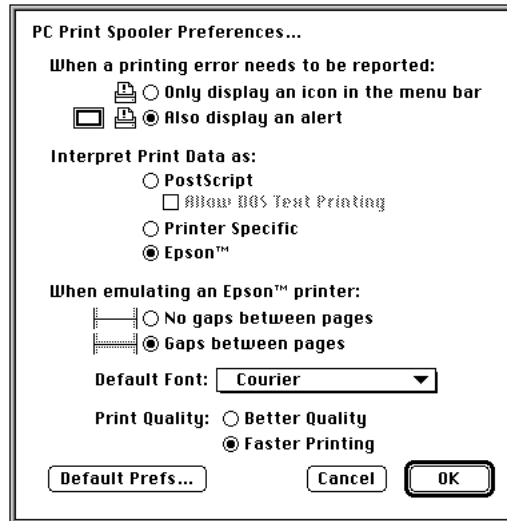 PC Print Spooler Preferences...
When a printing error needs to be reported:
Only display an icon in the menu bar
Also display an alert
Interpret Print Data as:
PostScript
Allow DOS Text Printing
Printer Specific
Epson™
When emulating an Epson™ printer:
No gaps between pages
Gaps between pages
Default Font: Courier
Print Quality: Better Quality
Faster Printing
Default Prefs... Cancel OK